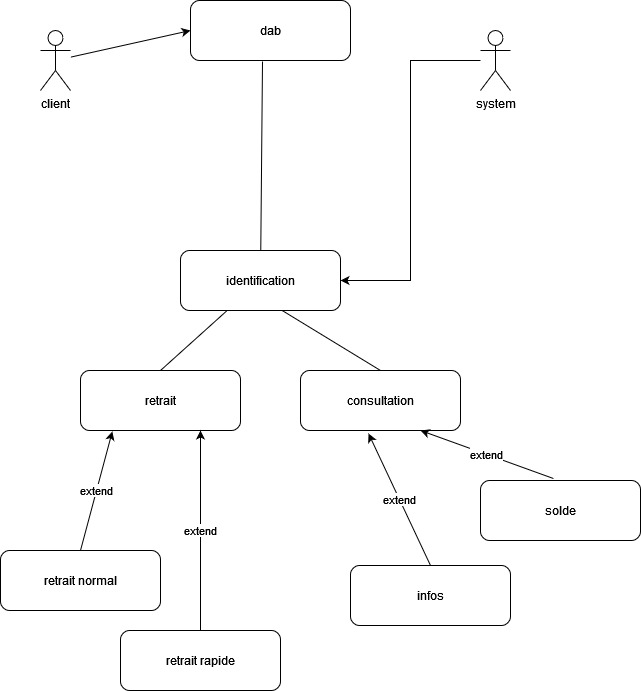 dab
client
system
identification
retrait
consultation
extend
extend
extend
extend
solde
retrait normal
infos
retrait rapide